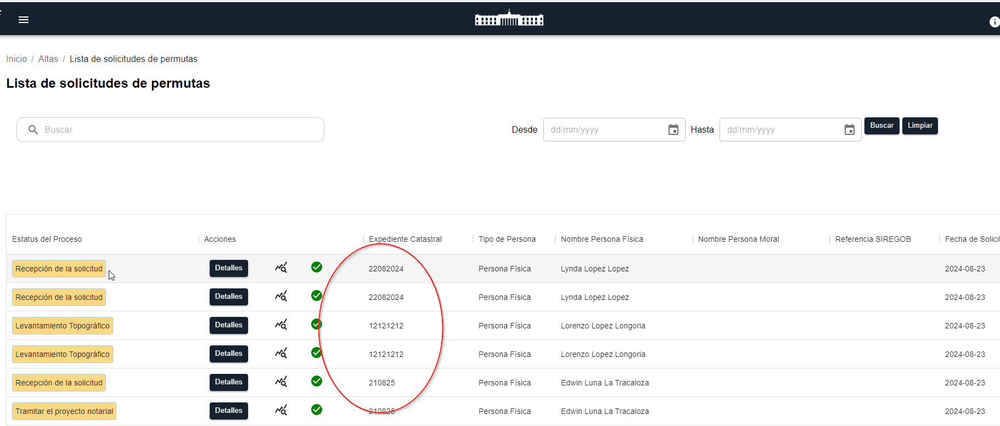 Inicio / Altas / Lista de solicitudes de permutas
Lista de solicitudes de permutas
Buscar Desde dd/mm/yyyy Hasta dd/mm/yyyy Buscar Limpiar
Estatus del Proceso Acciones Expediente Catastral Tipo de Persona Nombre Persona Física Nombre Persona Moral Referencia SIREGOB Fecha de Solicit
Recepción de la solicitud Detalles 22082024 Persona Física Lynda Lopez Lopez 2024-08-23
Recepción de la solicitud Detalles 22082024 Persona Física Lynda Lopez Lopez 2024-08-23
Levantamiento Topográfico Detalles 12121212 Persona Física Lorenzo Lopez Longoria 2024-08-23
Levantamiento Topográfico Detalles 12121212 Persona Física Lorenzo Lopez Longoria 2024-08-23
Recepción de la solicitud Detalles 210825 Persona Física Edwin Luna La Tracaloza 2024-08-23
Tramitar el proyecto notarial Detalles 210825 Persona Física Edwin Luna La Tracaloza 2024-08-23